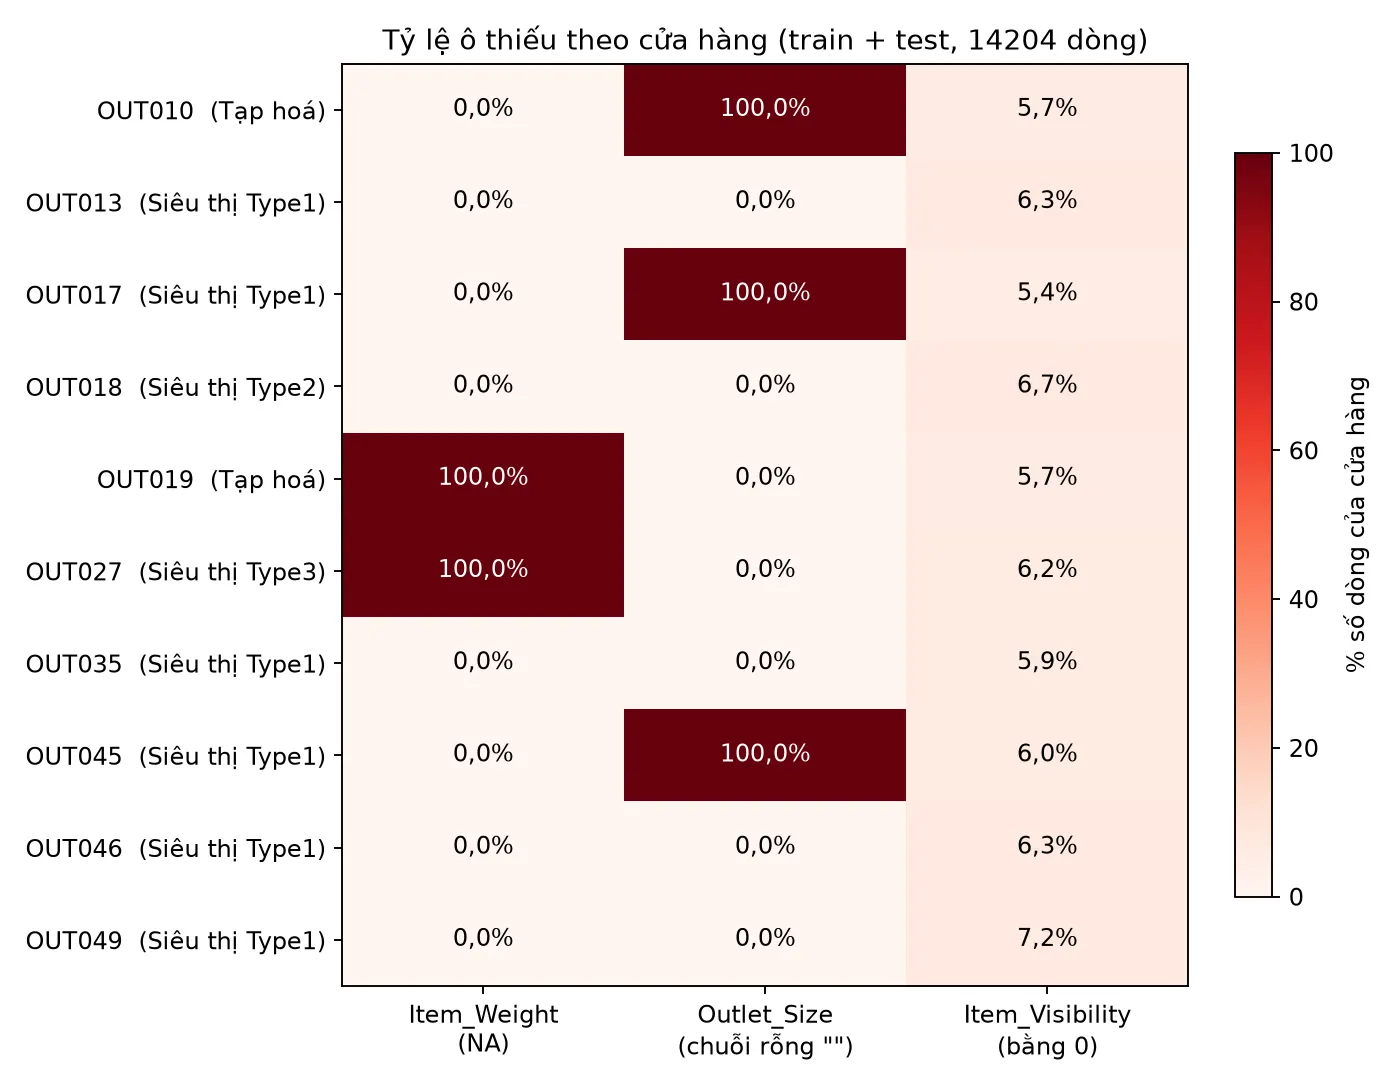 Tỷ lệ ô thiếu theo cửa hàng (train + test, 14204 dòng)
OUT010 (Tạp hoá) 0,0% 100,0% 5,7%
OUT013 (Siêu thị Type1) 0,0% 0,0% 6,3%
OUT017 (Siêu thị Type1) 0,0% 100,0% 5,4%
OUT018 (Siêu thị Type2) 0,0% 0,0% 6,7%
OUT019 (Tạp hoá) 100,0% 0,0% 5,7%
OUT027 (Siêu thị Type3) 100,0% 0,0% 6,2%
OUT035 (Siêu thị Type1) 0,0% 0,0% 5,9%
OUT045 (Siêu thị Type1) 0,0% 100,0% 6,0%
OUT046 (Siêu thị Type1) 0,0% 0,0% 6,3%
OUT049 (Siêu thị Type1) 0,0% 0,0% 7,2%
Item_Weight Outlet_Size Item_Visibility
(NA) (chuỗi rỗng "") (bằng 0)
100
80
60
40
20
0
% số dòng của cửa hàng